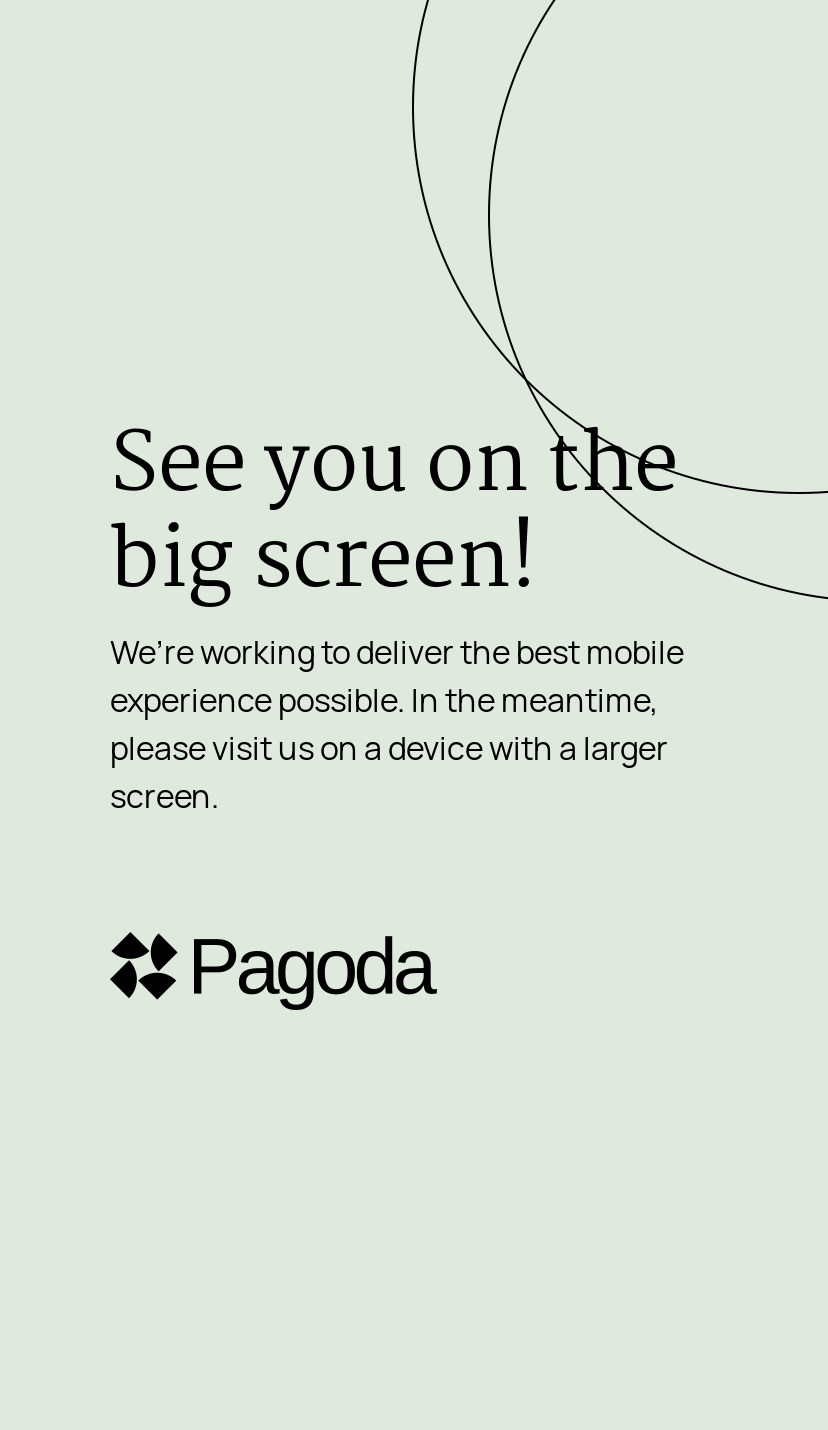 See you on the
big screen!
We’re working to deliver the best mobile
experience possible. In the meantime,
please visit us on a device with a larger
screen.
Pagoda